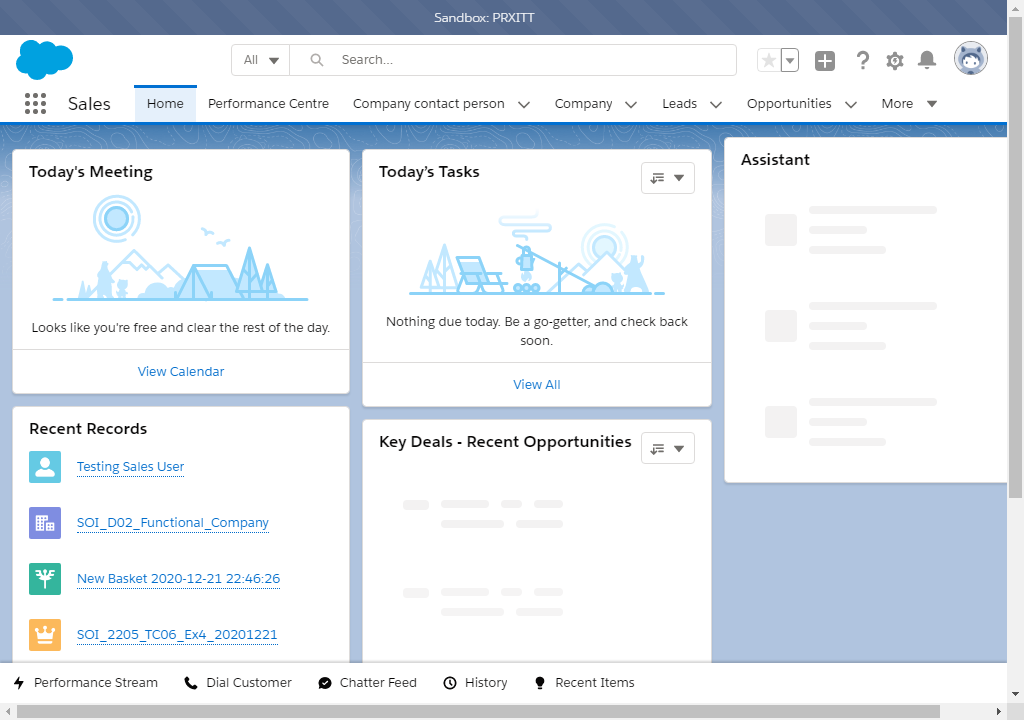 Sandbox: PRXITT
All
Search...
Sales
Home
Performance Centre
Company contact person
Company
Leads
Opportunities
More
Today's Meeting
Looks like you're free and clear the rest of the day.
View Calendar
Today’s Tasks
Nothing due today. Be a go-getter, and check back
soon.
View All
Assistant
Recent Records
Testing Sales User
SOI_D02_Functional_Company
New Basket 2020-12-21 22:46:26
SOI_2205_TC06_Ex4_20201221
Key Deals - Recent Opportunities
Performance Stream
Dial Customer
Chatter Feed
History
Recent Items